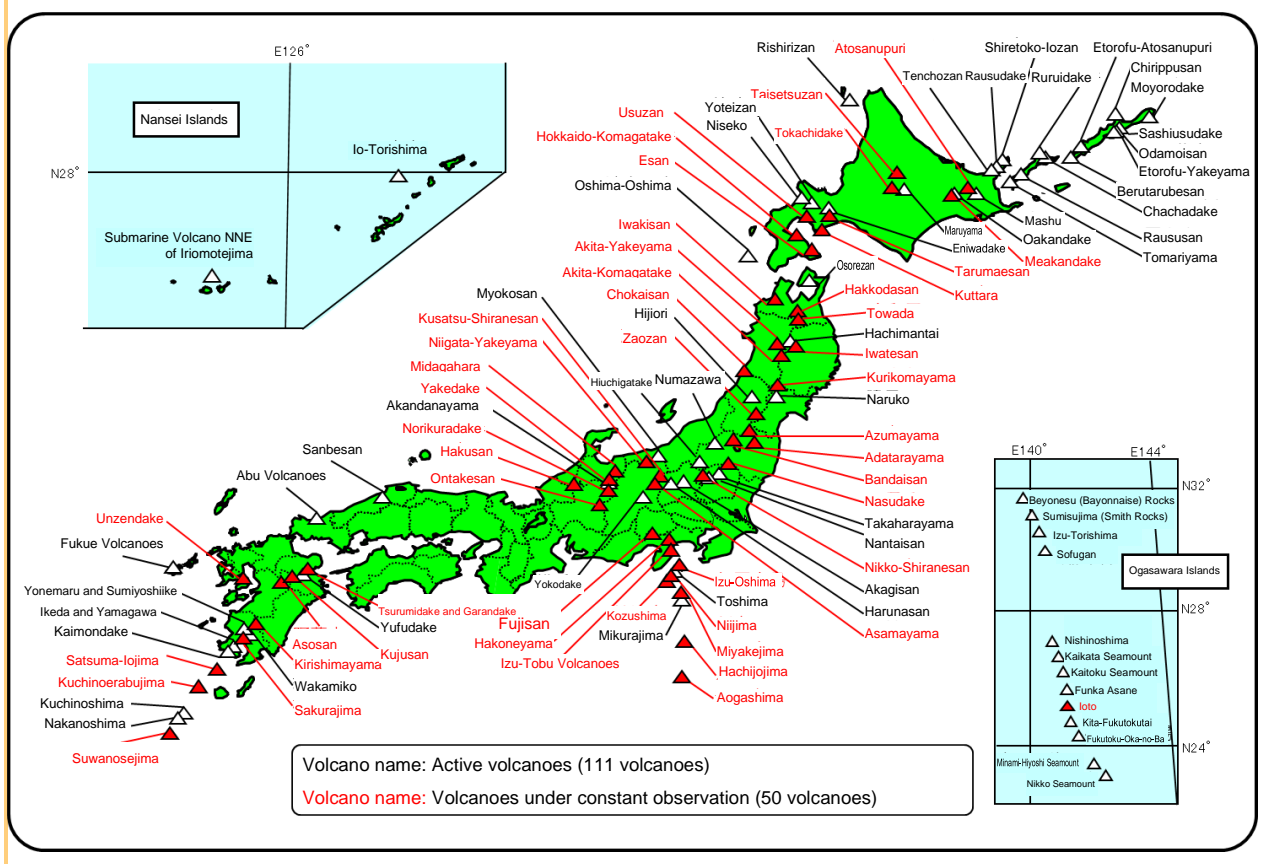 E126°
Nansei Islands
Io-Torishima
N28°
Submarine Volcano NNE
of Iriomotejima
Rishirizan
Atosanupuri
Shiretoko-Iozan
Etorofu-Atosanupuri
Chirippusan
Tenchozan
Rausudake
Ruruidake
Moyorodake
Taisetsuzan
Usuzan
Yoteizan
Niseko
Tokachidake
Hokkaido-Komagatake
Esan
Oshima-Oshima
Sashiusudake
Odamoisan
Etorofu-Yakeyama
Berutarubesan
Chachadake
Raususan
Tomariyama
Mashu
Oakandake
Meakandake
Maruyama
Eniwadake
Tarumaesan
Kuttara
Iwakisan
Akita-Yakeyama
Akita-Komagatake
Chokaisan
Hijiori
Zaozan
Osorezan
Hakkodasan
Towada
Hachimantai
Iwatesan
Kurikomayama
Naruko
Myokosan
Kusatsu-Shiranesan
Niigata-Yakeyama
Midagahara
Hiuchigatake
Numazawa
Yakedake
Akandanayama
Norikuradake
Hakusan
Ontakesan
Azumayama
Adatarayama
Bandaisan
Nasudake
Takaharayama
Nantaisan
Nikko-Shiranesan
Akagisan
Harunasan
Asamayama
Sanbesan
Abu Volcanoes
Unzendake
Fukue Volcanoes
Yonemaru and Sumiyoshiike
Ikeda and Yamagawa
Kaimondake
Satsuma-Iojima
Kuchinoerabujima
Kuchinoshima
Nakanoshima
Suwanosejima
Tsurumidake and Garandake
Yufudake
Kujusan
Asosan
Kirishimayama
Wakamiko
Sakurajima
Yokodake
Fujisan
Hakoneyama
Izu-Tobu Volcanoes
Izu-Oshima
Toshima
Kozushima
Niijima
Mikurajima
Miyakejima
Hachijojima
Aogashima
E140°
E144°
N32°
Beyonesu (Bayonnaise) Rocks
Sumisujima (Smith Rocks)
Izu-Torishima
Sofugan
Ogasawara Islands
N28°
Nishinoshima
Kaikata Seamount
Kaitoku Seamount
Funka Asane
Ioto
Kita-Fukutokutai
Fukutoku-Oka-no-Ba
N24°
Minami-Hiyoshi Seamount
Nikko Seamount
Volcano name: Active volcanoes (111 volcanoes)
Volcano name: Volcanoes under constant observation (50 volcanoes)